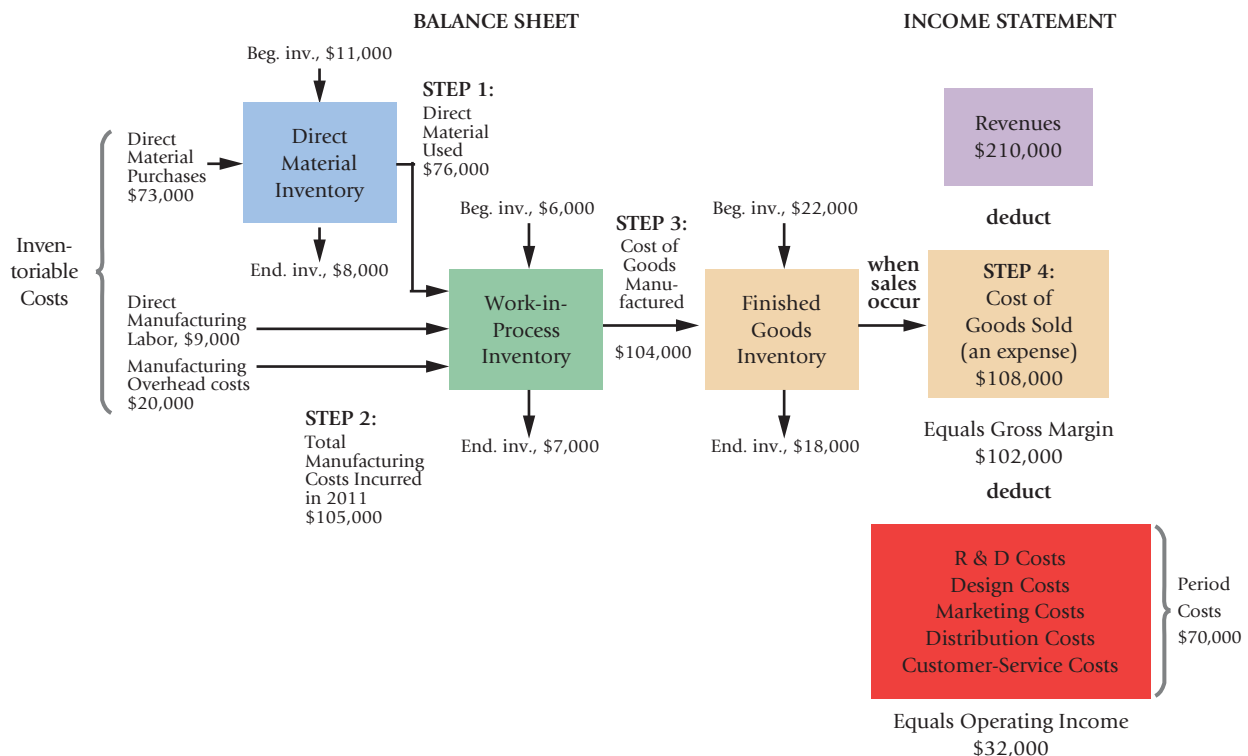 BALANCE SHEET
INCOME STATEMENT
Beg. inv., $11,000
STEP 1:
Direct
Material
Used
$76,000
Direct
Material
Purchases
$73,000
Direct
Material
Inventory
End. inv., $8,000
Inven-
toriable
Costs
Direct
Manufacturing
Labor, $9,000
Manufacturing
Overhead costs
$20,000
STEP 2:
Total
Manufacturing
Costs Incurred
in 2011
$105,000
Beg. inv., $6,000
Work-in-
Process
Inventory
End. inv., $7,000
STEP 3:
Cost of
Goods
Manu-
factured
$104,000
Beg. inv., $22,000
Finished
Goods
Inventory
End. inv., $18,000
when
sales
occur
Revenues
$210,000
deduct
STEP 4:
Cost of
Goods Sold
(an expense)
$108,000
Equals Gross Margin
$102,000
deduct
R & D Costs
Design Costs
Marketing Costs
Distribution Costs
Customer-Service Costs
Period
Costs
$70,000
Equals Operating Income
$32,000